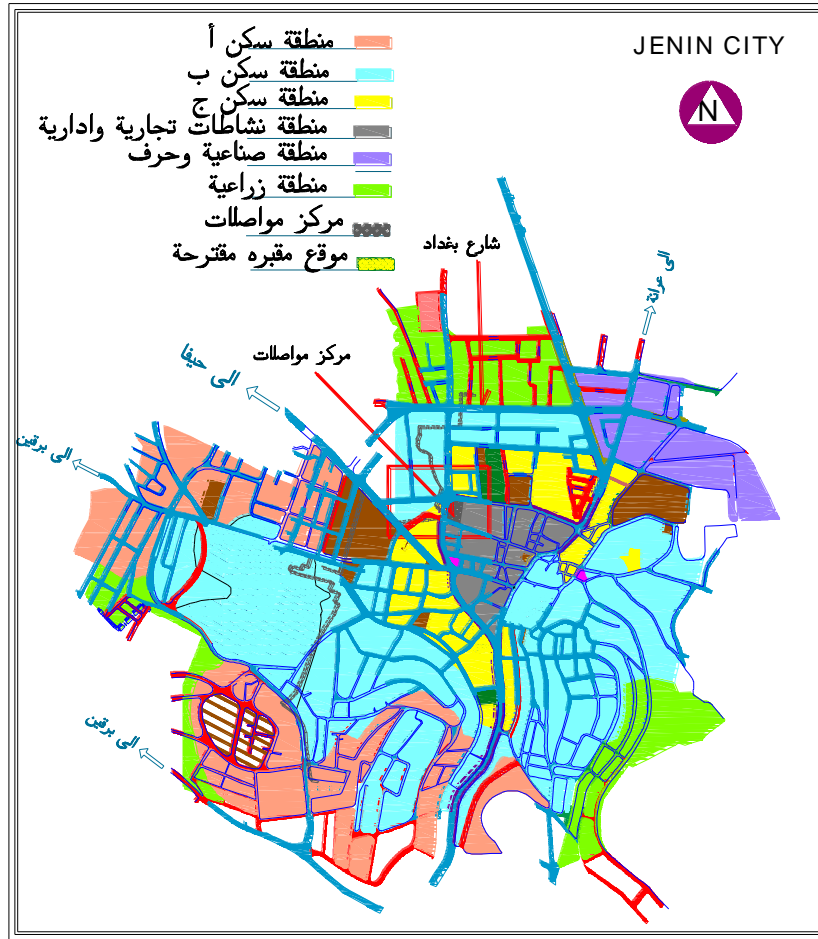 JENIN CITY
N
منطقة سكن أ
منطقة سكن ب
منطقة سكن ج
منطقة نشاطات تجارية وادارية
منطقة صناعية وحرف
منطقة زراعية
مركز مواصلات
موقع مقبره مقترحة
شارع بغداد
الى عرانة
مركز مواصلات
الى حيفا
الى برقين
الى برقين